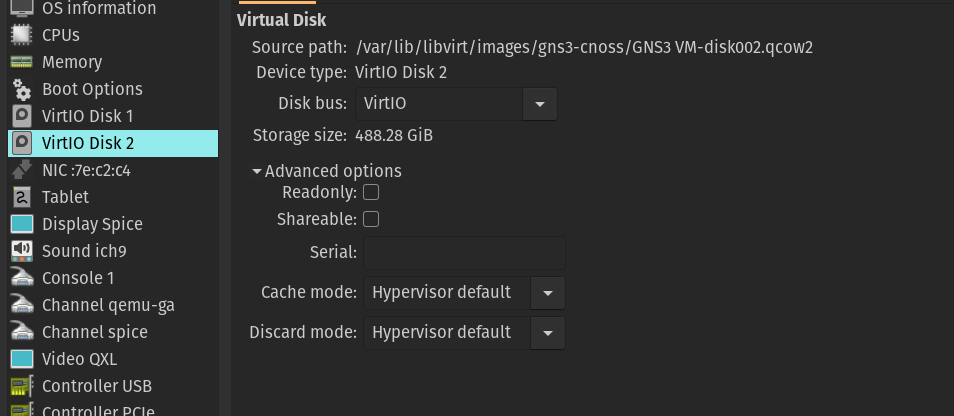 OS information
CPUs
Memory
Boot Options
VirtIO Disk 1
VirtIO Disk 2
NIC :7e:c2:c4
Tablet
Display Spice
Sound ich9
Console 1
Channel qemu-ga
Channel spice
Video QXL
Controller USB
Controller PCIe
Virtual Disk
Source path: /var/lib/libvirt/images/gns3-cnoss/GNS3 VM-disk002.qcow2
Device type: VirtIO Disk 2
Disk bus: VirtIO
Storage size: 488.28 GiB
Advanced options
Readonly:
Shareable:
Serial:
Cache mode: Hypervisor default
Discard mode: Hypervisor default